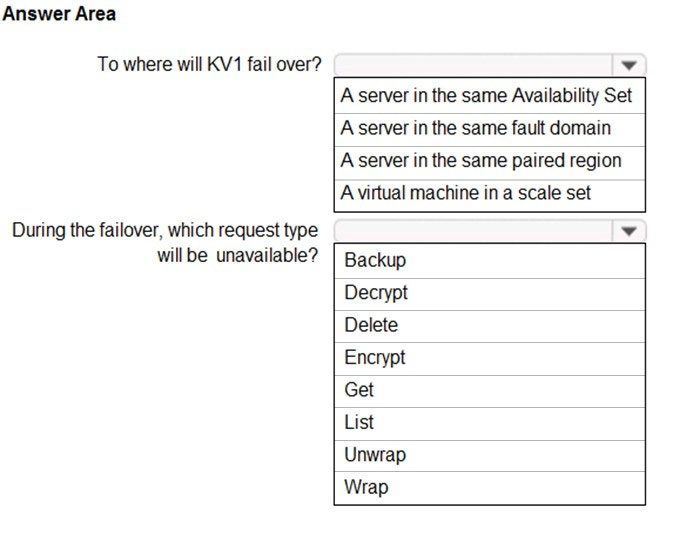 Answer Area
To where will KV1 fail over?
A server in the same Availability Set
A server in the same fault domain
A server in the same paired region
A virtual machine in a scale set
During the failover, which request type
will be unavailable?
Backup
Decrypt
Delete
Encrypt
Get
List
Unwrap
Wrap